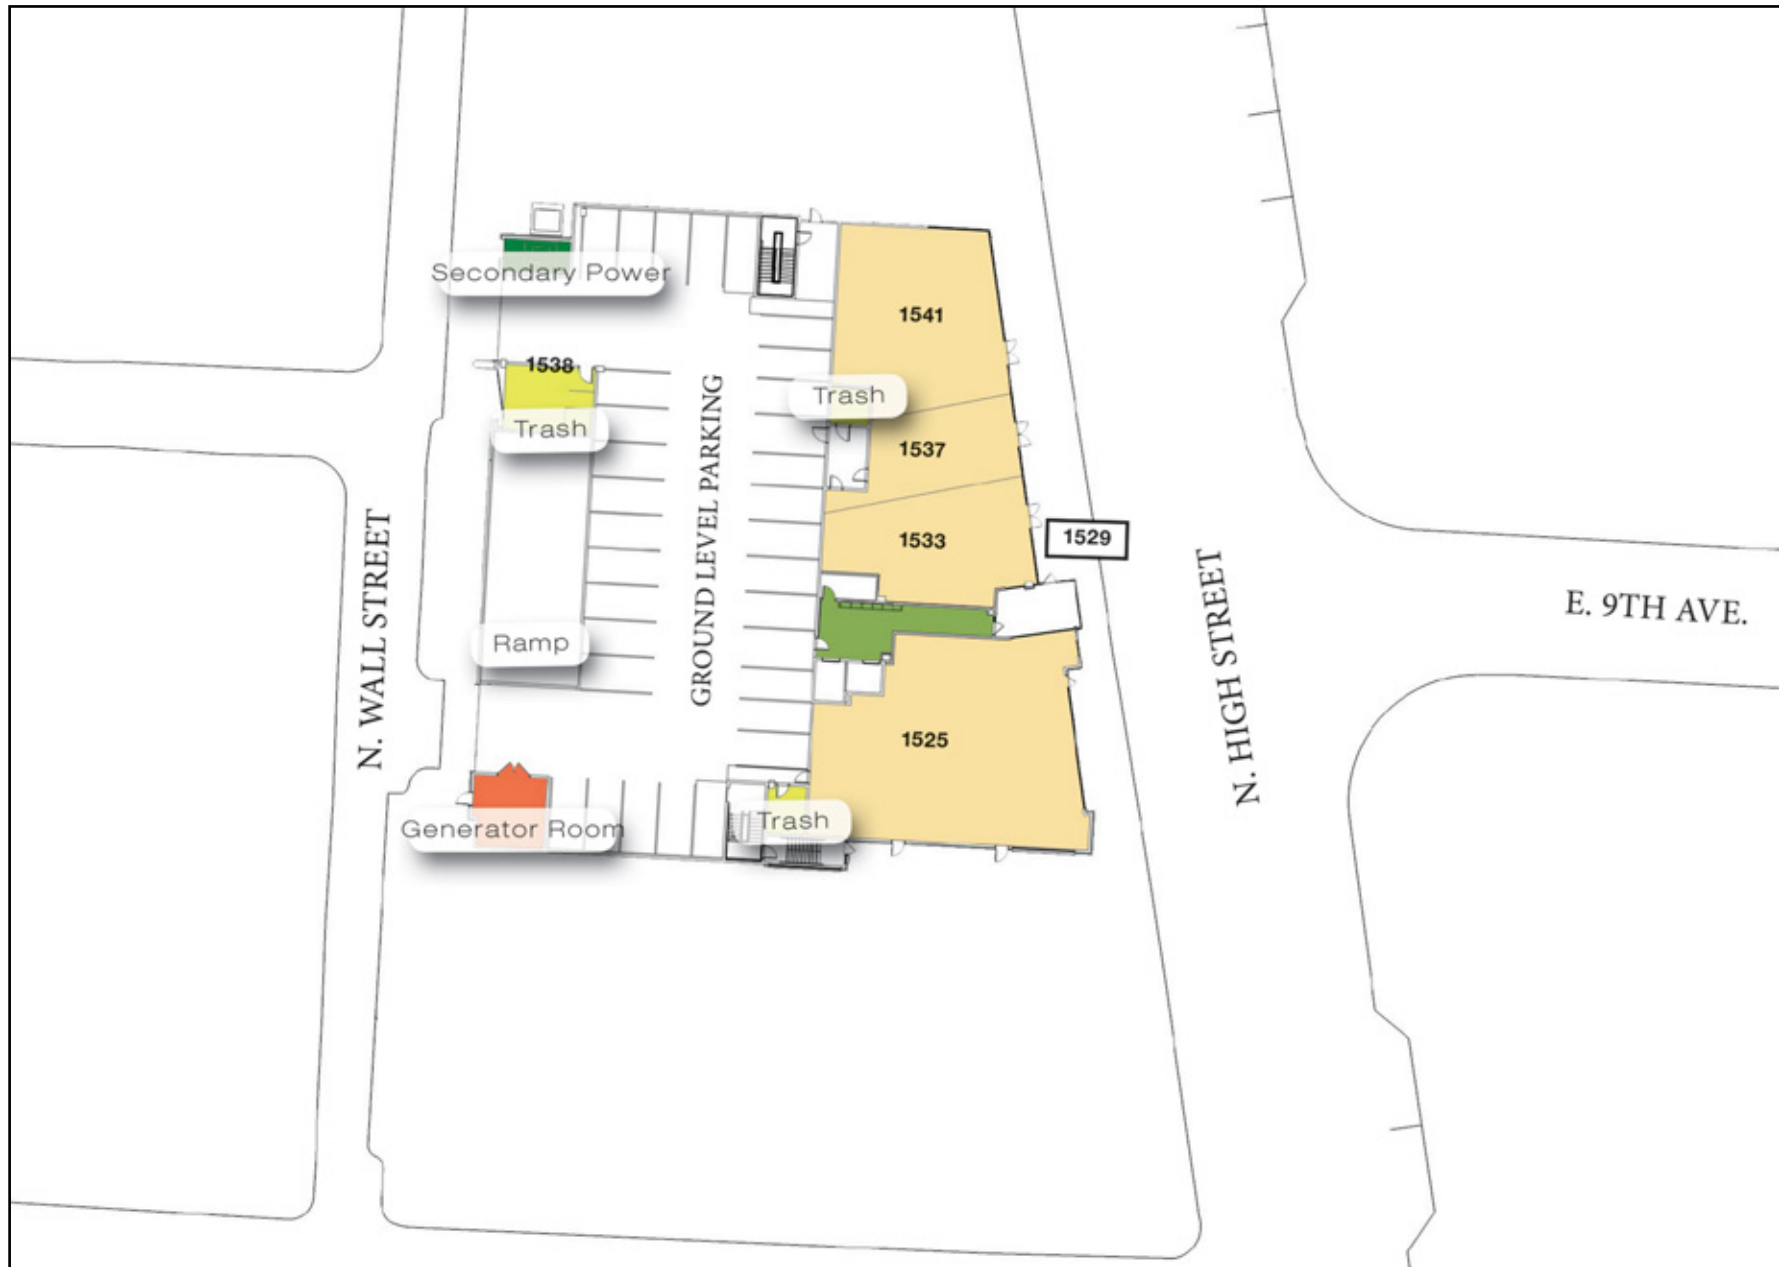 Secondary Power
1541
1538
Trash
Trash
1537
GROUND LEVEL PARKING
1533
1529
N. WALL STREET
N. HIGH STREET
E. 9TH AVE.
Ramp
1525
Generator Room
Trash